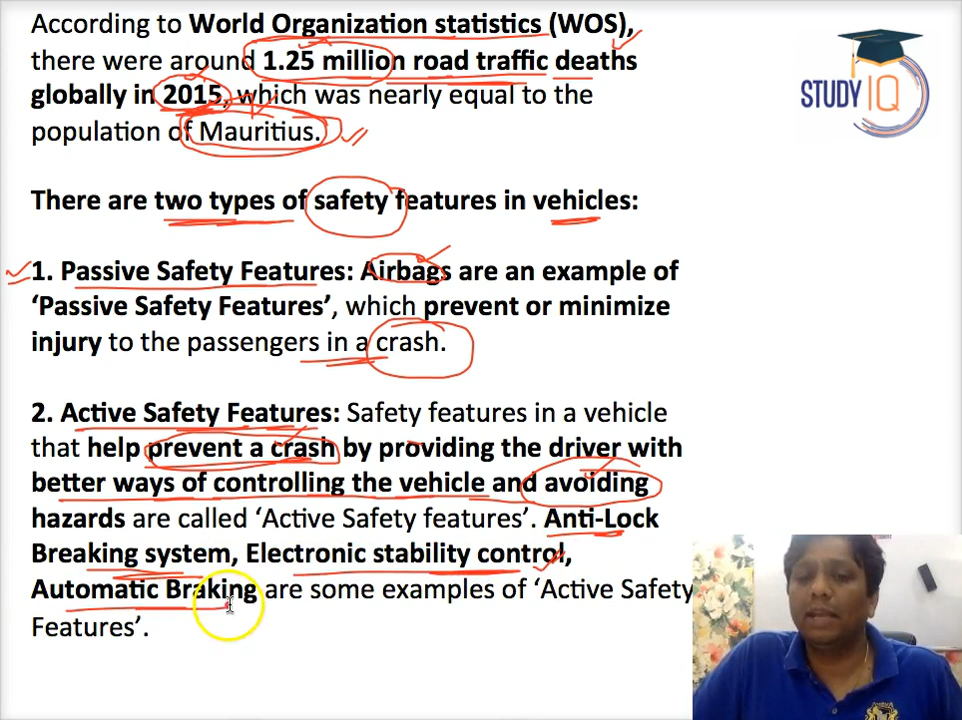 According to World Organization statistics (WOS),
there were around 1.25 million road traffic deaths
globally in 2015, which was nearly equal to the
population of Mauritius.
STUDY IQ
There are two types of safety features in vehicles:
1. Passive Safety Features: Airbags are an example of
‘Passive Safety Features’, which prevent or minimize
injury to the passengers in a crash.
2. Active Safety Features: Safety features in a vehicle
that help prevent a crash by providing the driver with
better ways of controlling the vehicle and avoiding
hazards are called ‘Active Safety features’. Anti-Lock
Breaking system, Electronic stability control,
Automatic Braking are some examples of ‘Active Safety
Features’.